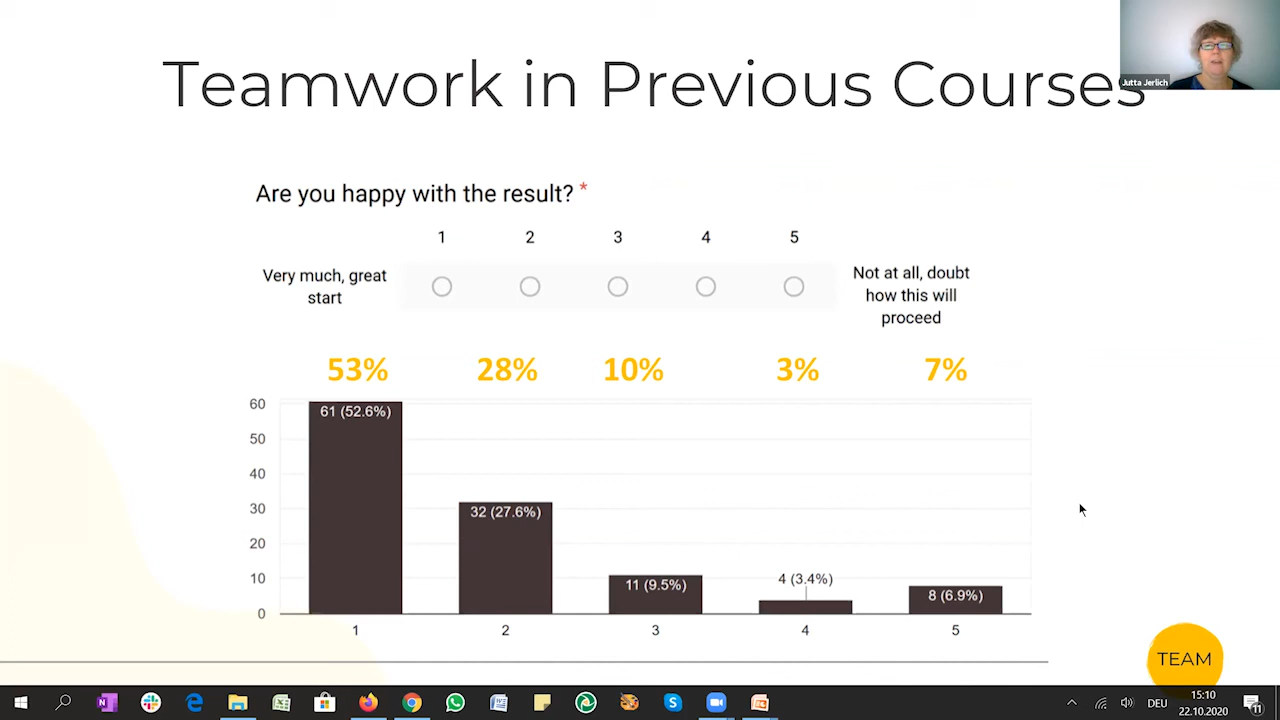 Teamwork in Previous Courses
Jutta Jerlich
Are you happy with the result? *
1 2 3 4 5
Very much, great
start
Not at all, doubt
how this will
proceed
53% 28% 10% 3% 7%
60
50
40
30
20
10
0
61 (52.6%)
32 (27.6%)
11 (9.5%)
4 (3.4%)
8 (6.9%)
1 2 3 4 5
TEAM
DEU
15:10
22.10.2020
11